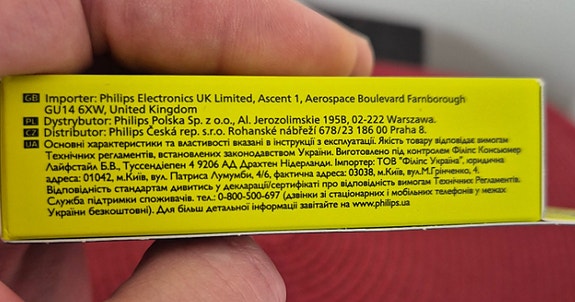 GB Importer: Philips Electronics UK Limited, Ascent 1, Aerospace Boulevard Farnborough
GU14 6XW, United Kingdom
PL Dystrybutor: Philips Polska Sp. z o.o., Al. Jerozolimskie 195B, 02-222 Warszawa.
CZ Distributor: Philips Česká rep. s.r.o. Rohanské nábřeží 678/23 186 00 Praha 8.
UA Основні характеристики та властивості вказані в інструкції з експлуатації. Якість товару відповідає вимогам
Технічних регламентів, встановлених законодавством України. Виготовлено під контролем Філіпс Консьюмер
Лайфстайл Б.В., Туссендіепен 4 9206 АД Драхтен Нідерланди. Імпортер: ТОВ "Філіпс Україна", юридична
адреса: 01042, м.Київ, вул. Патриса Лумумби, 4/6, фактична адреса: 03038, м.Київ, вул.М.Грінченко, 4.
Відповідність стандартам дивитись у декларації/сертифікаті про відповідність вимогам Технічних Регламентів.
Служба підтримки споживачів. тел.: 0-800-500-697 (дзвінки зі стаціонарних і мобільних телефонів у межах
України безкоштовні). Для більш детальної інформації завітайте на www.philips.ua